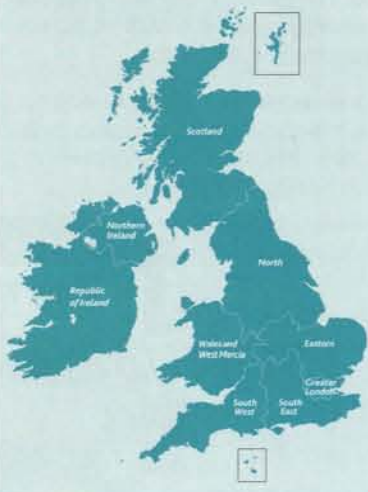 Scotland
Northern
Ireland
North
Republic
of Ireland
Wales and
West Mercia
Eastern
Greater
London
South
West
South
East